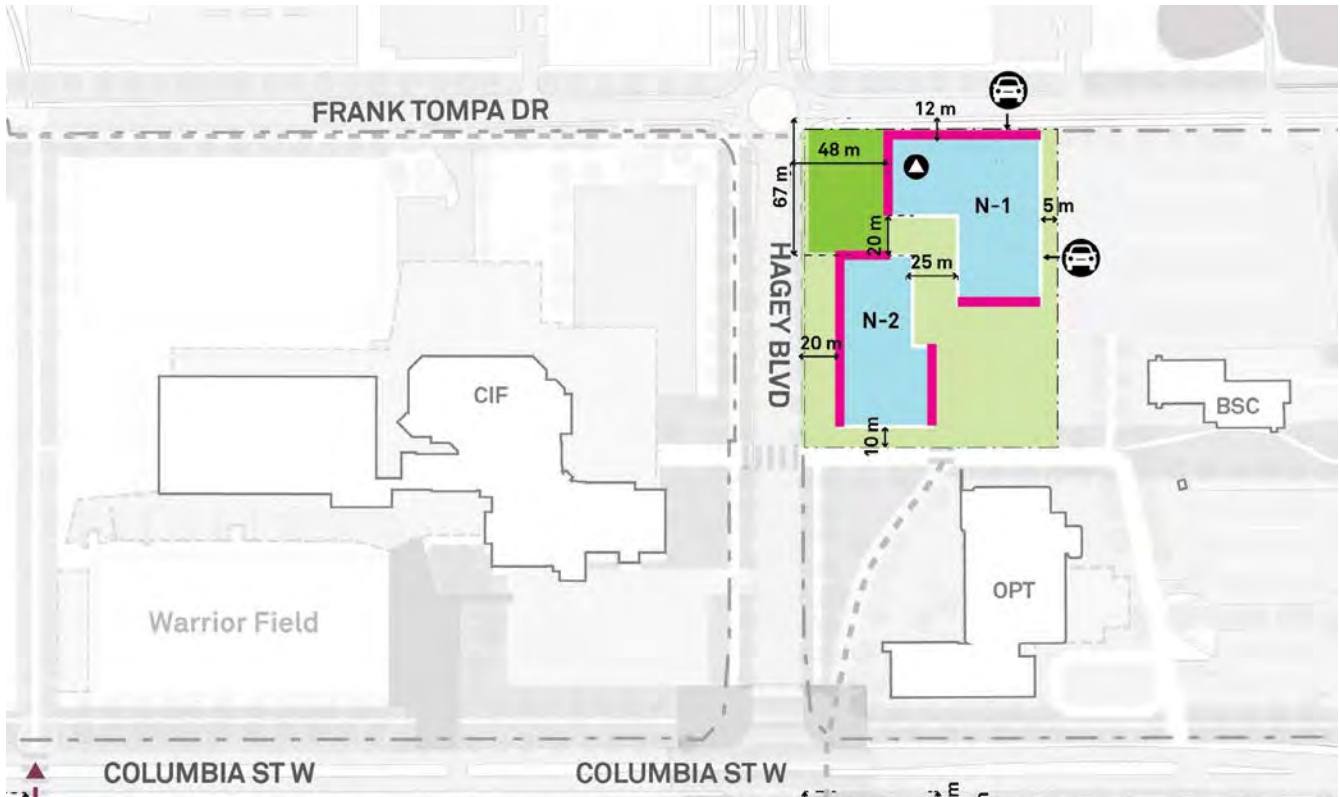 FRANK TOMPA DR
12 m
48 m
67 m
N-1
5 m
20 m
25 m
HAGEY BLVD
N-2
20 m
CIF
BSC
10 m
OPT
Warrior Field
COLUMBIA ST W
COLUMBIA ST W